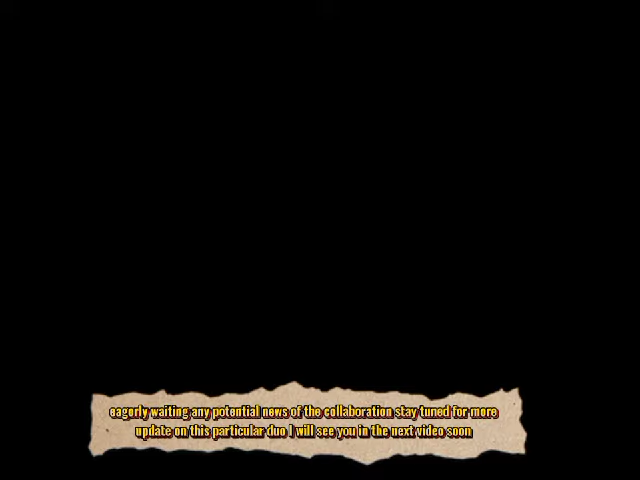 eagerly waiting any potential news of the collaboration stay tuned for more
update on this particular duo I will see you in the next video soon